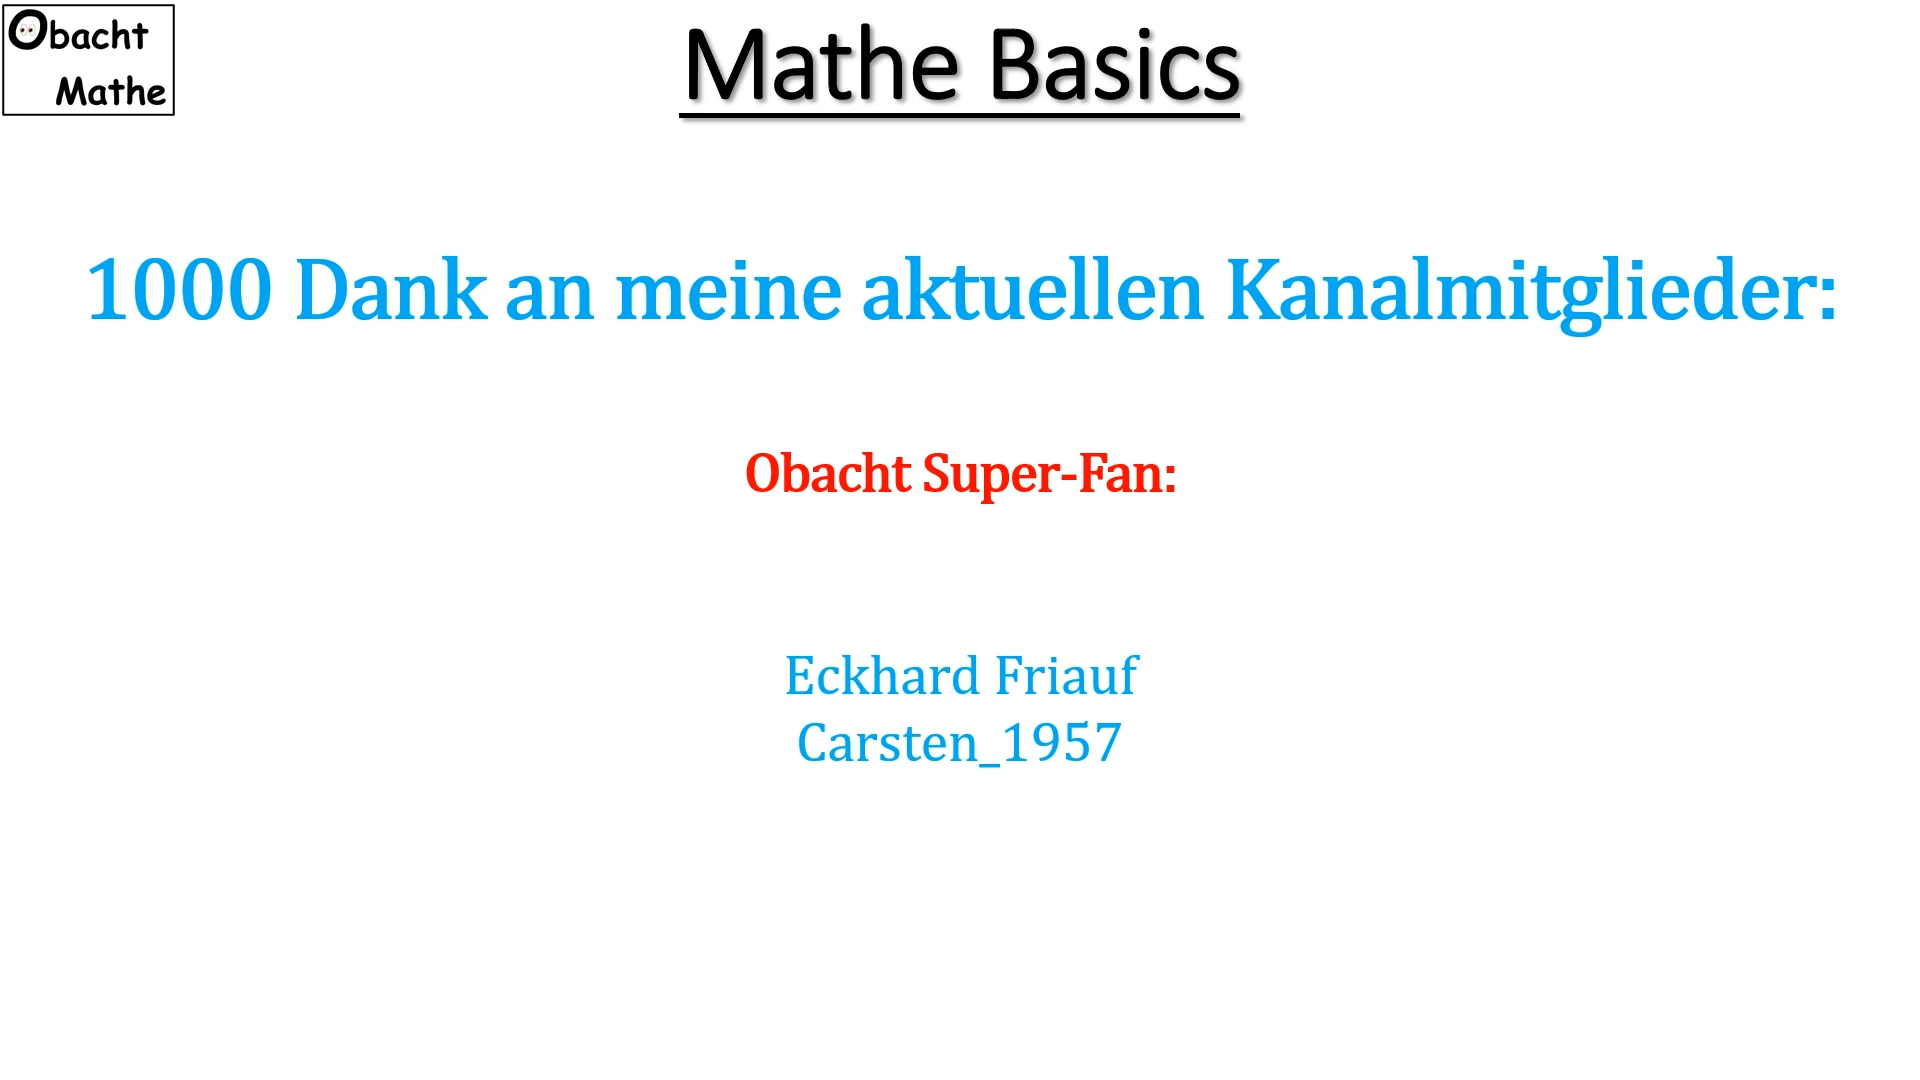 Obacht
Mathe
Mathe Basics
1000 Dank an meine aktuellen Kanalmitglieder:
Obacht Super-Fan:
Eckhard Friauf
Carsten_1957